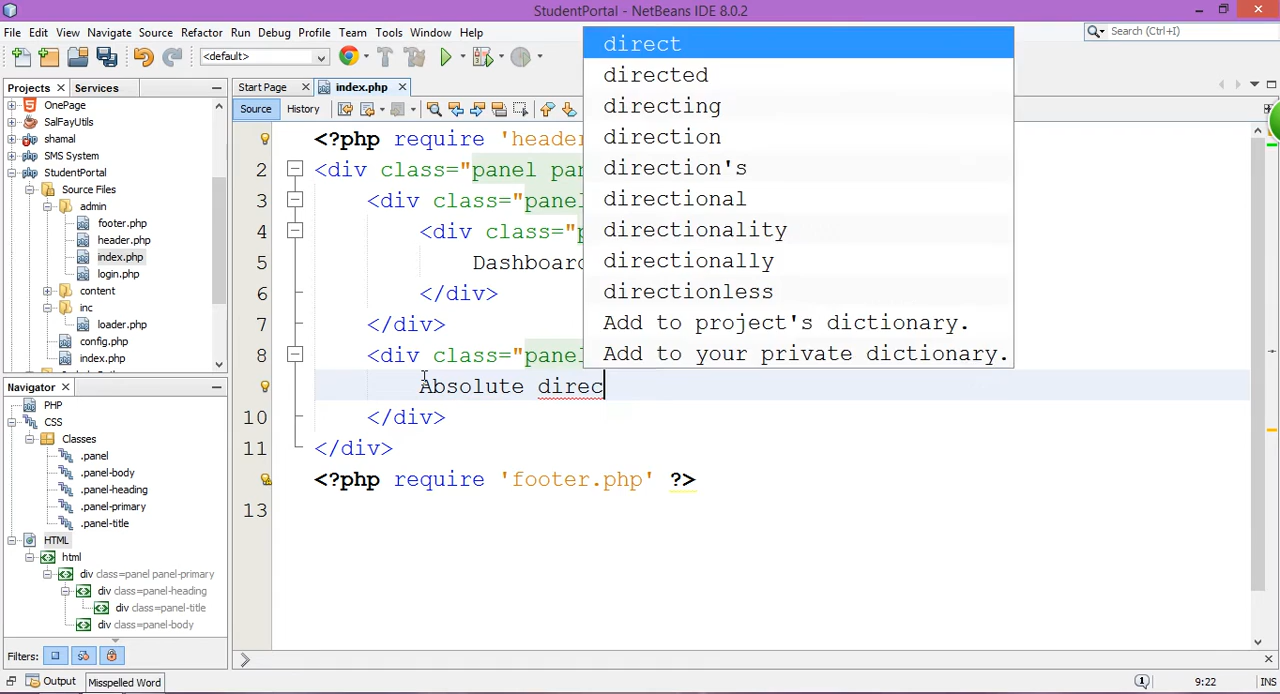 StudentPortal - NetBeans IDE 8.0.2
File Edit View Navigate Source Refactor Run Debug Profile Team Tools Window Help
Search (Ctrl+I)
<default>
Projects
Services
OnePage
SalFayUtils
shamal
SMS System
StudentPortal
Source Files
admin
footer.php
header.php
index.php
login.php
content
inc
loader.php
config.php
index.php
Navigator
PHP
CSS
Classes
.panel
.panel-body
.panel-heading
.panel-primary
.panel-title
HTML
html
div class=panel panel-primary
div class=panel-heading
div class=panel-title
div class=panel-body
Filters:
Start Page
index.php
Source
History
<?php require 'header
2 <div class="panel pan
3 <div class="panel
4 <div class="p
5 Dashboard
6 </div>
7 </div>
8 <div class="panel
Absolute direc
10 </div>
11 </div>
<?php require 'footer.php' ?>
13
direct
directed
directing
direction
direction's
directional
directionality
directionally
directionless
Add to project's dictionary.
Add to your private dictionary.
Output
Misspelled Word
1
9:22
INS